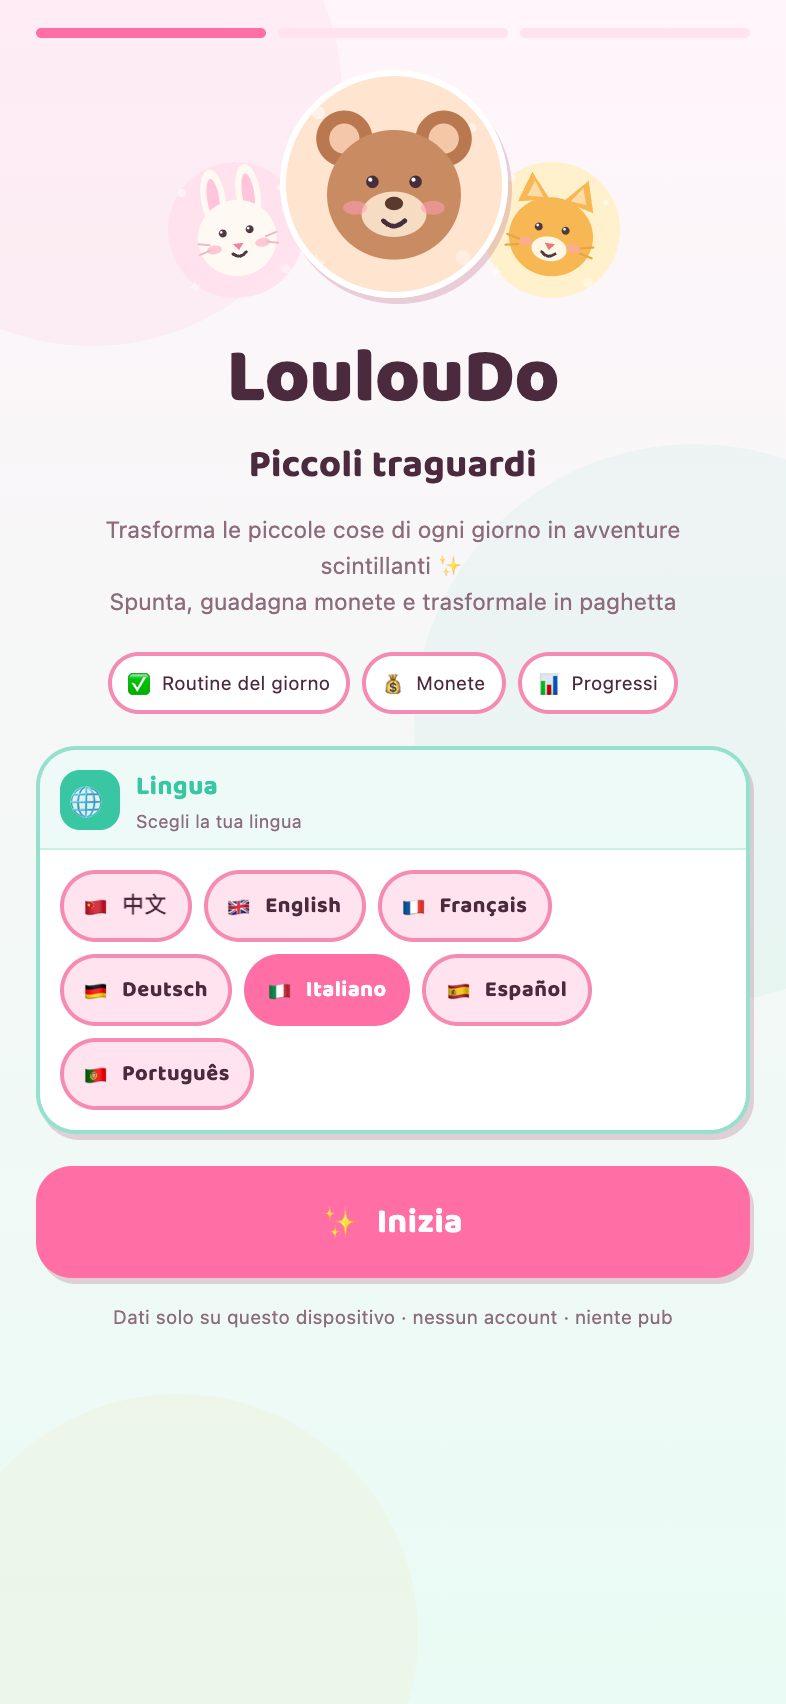 LoulouDo
Piccoli traguardi
Trasforma le piccole cose di ogni giorno in avventure
scintillanti ✨
Spunta, guadagna monete e trasformale in paghetta
✅ Routine del giorno 💰 Monete 📊 Progressi
🌐 Lingua
Scegli la tua lingua
🇨🇳 中文 🇬🇧 English 🇫🇷 Français
🇩🇪 Deutsch 🇮🇹 Italiano 🇪🇸 Español
🇵🇹 Português
✨ Inizia
Dati solo su questo dispositivo · nessun account · niente pub